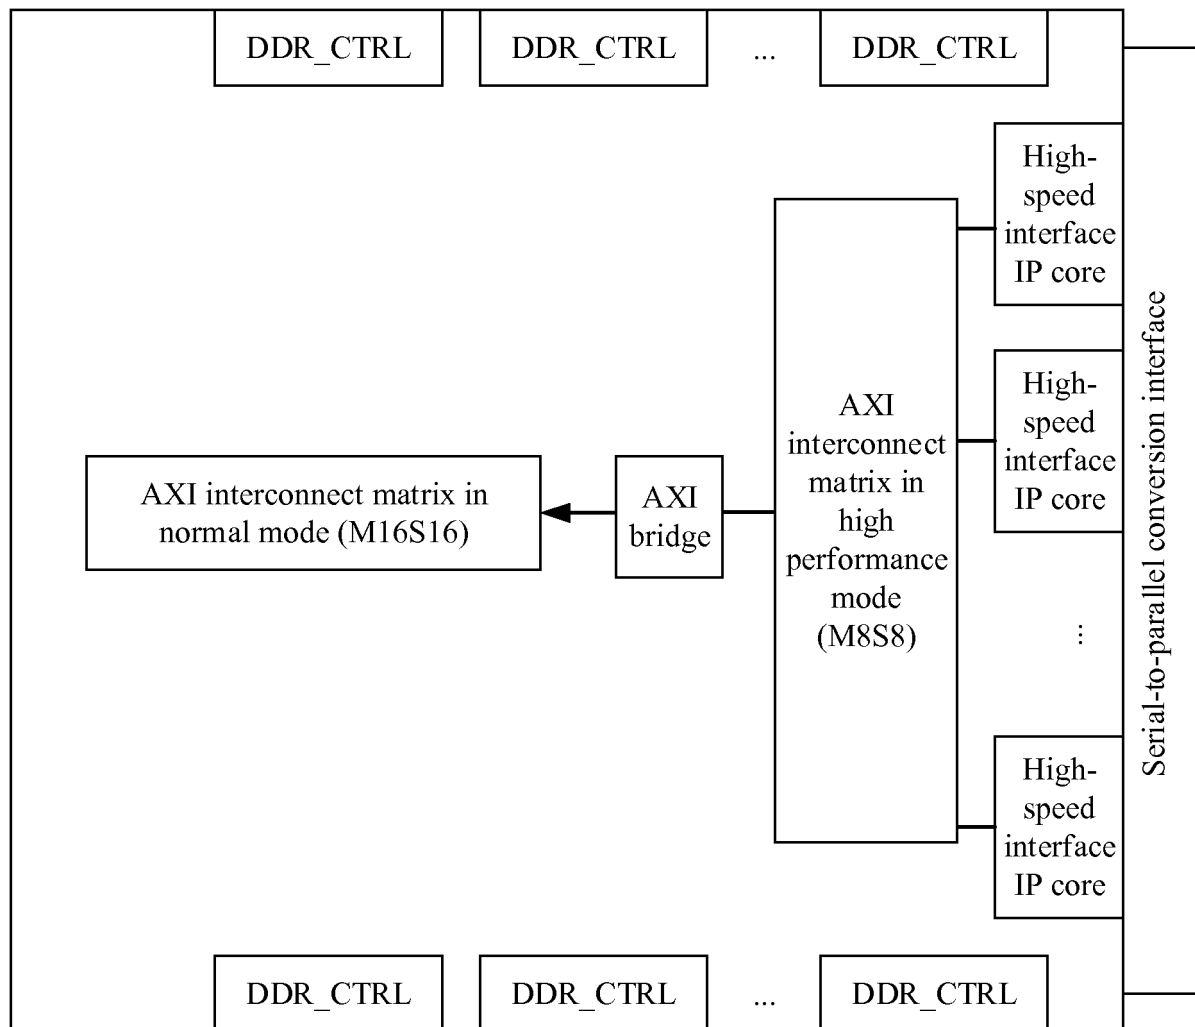 DDR_CTRL
DDR_CTRL
...
DDR_CTRL
High-
speed
interface
IP core
High-
speed
interface
IP core
...
High-
speed
interface
IP core
Serial-to-parallel conversion interface
AXI
interconnect
matrix in
high
performance
mode
(M8S8)
AXI
bridge
AXI interconnect matrix in
normal mode (M16S16)
DDR_CTRL
DDR_CTRL
...
DDR_CTRL